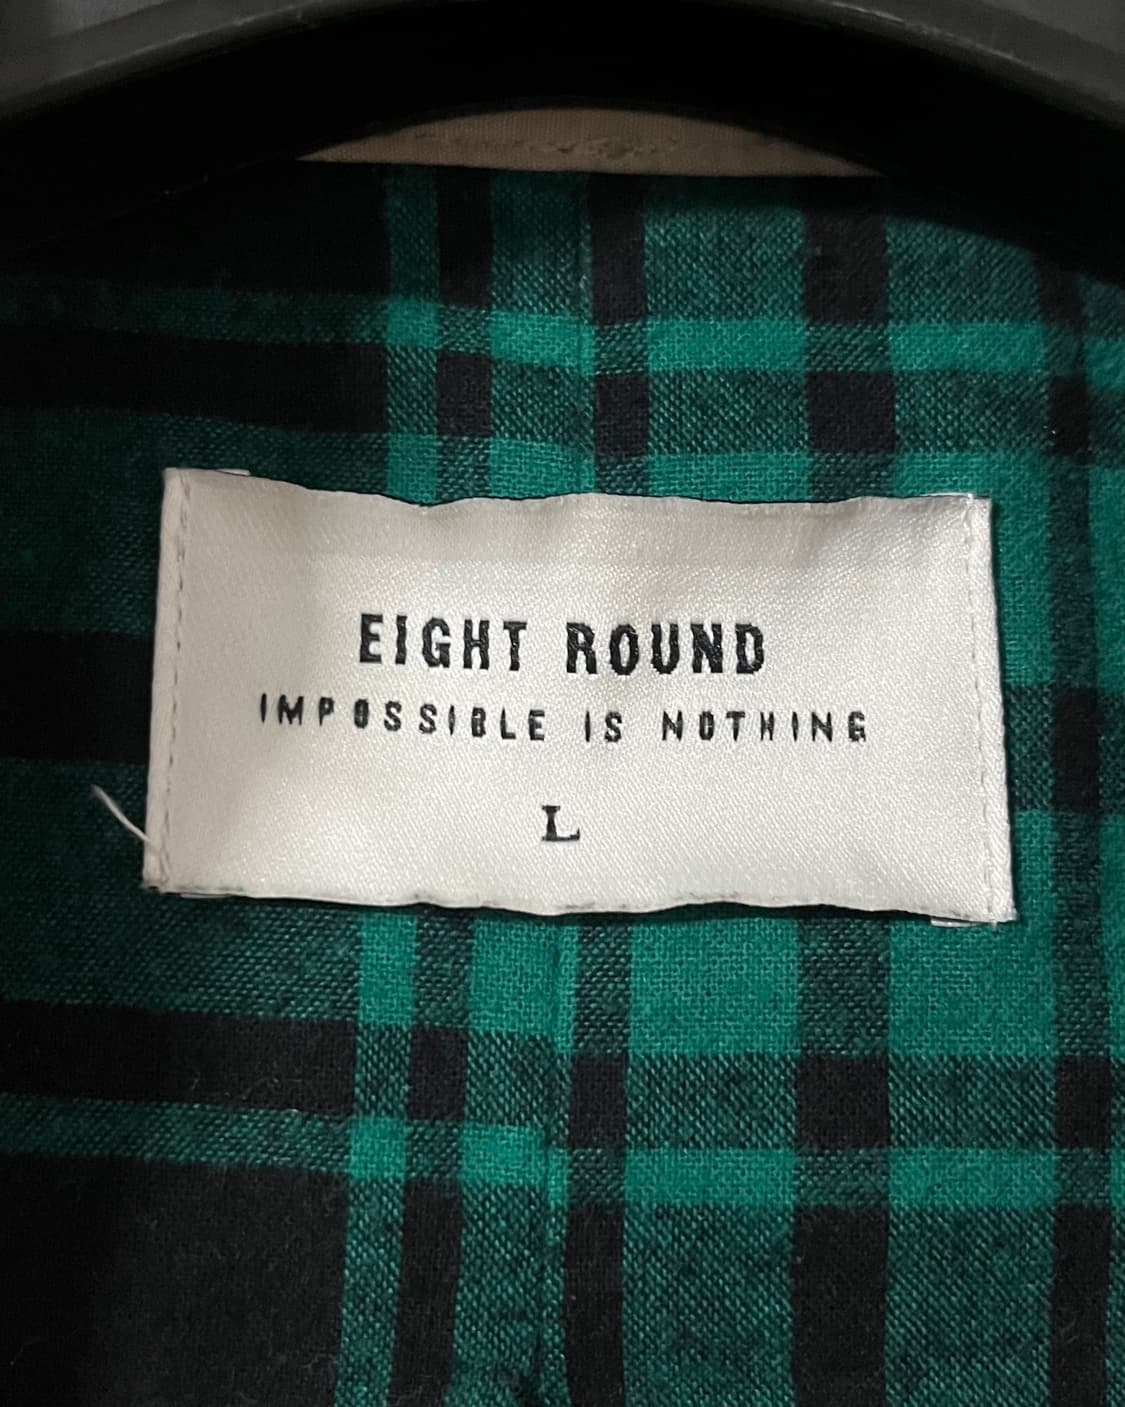 EIGHT ROUND
IMPOSSIBLE IS NOTHING
L